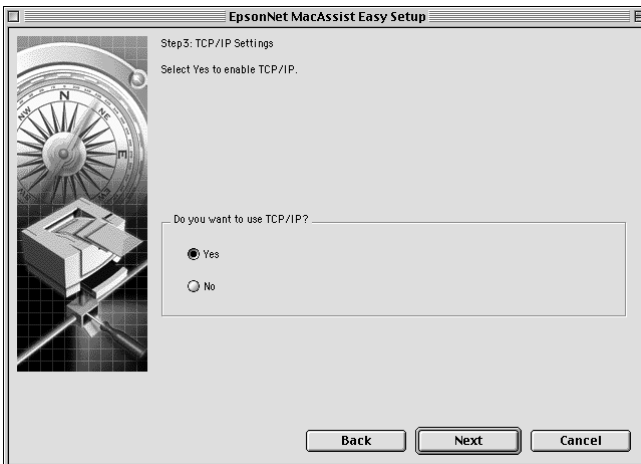 EpsonNet MacAssist Easy Setup
Step3: TCP/IP Settings
Select Yes to enable TCP/IP.
N
NE
E
NW
Do you want to use TCP/IP?
Yes
No
Back
Next
Cancel